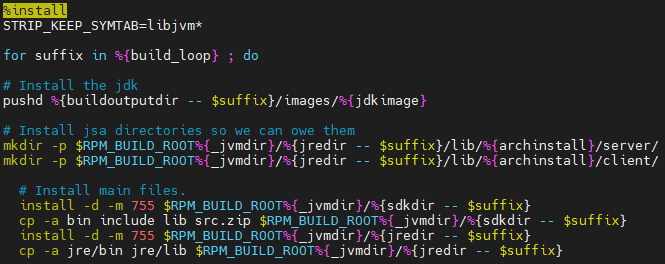 %install
STRIP_KEEP_SYMTAB=libjvm*
for suffix in %{build_loop} ; do
# Install the jdk
pushd %{buildoutputdir -- $suffix}/images/%{jdkimage}
# Install jsa directories so we can owe them
mkdir -p $RPM_BUILD_ROOT%{_jvmdir}/%{jredir -- $suffix}/lib/%{archinstall}/server/
mkdir -p $RPM_BUILD_ROOT%{_jvmdir}/%{jredir -- $suffix}/lib/%{archinstall}/client/
# Install main files.
install -d -m 755 $RPM_BUILD_ROOT%{_jvmdir}/%{sdkdir -- $suffix}
cp -a bin include lib src.zip $RPM_BUILD_ROOT%{_jvmdir}/%{sdkdir -- $suffix}
install -d -m 755 $RPM_BUILD_ROOT%{_jvmdir}/%{jredir -- $suffix}
cp -a jre/bin jre/lib $RPM_BUILD_ROOT%{_jvmdir}/%{jredir -- $suffix}